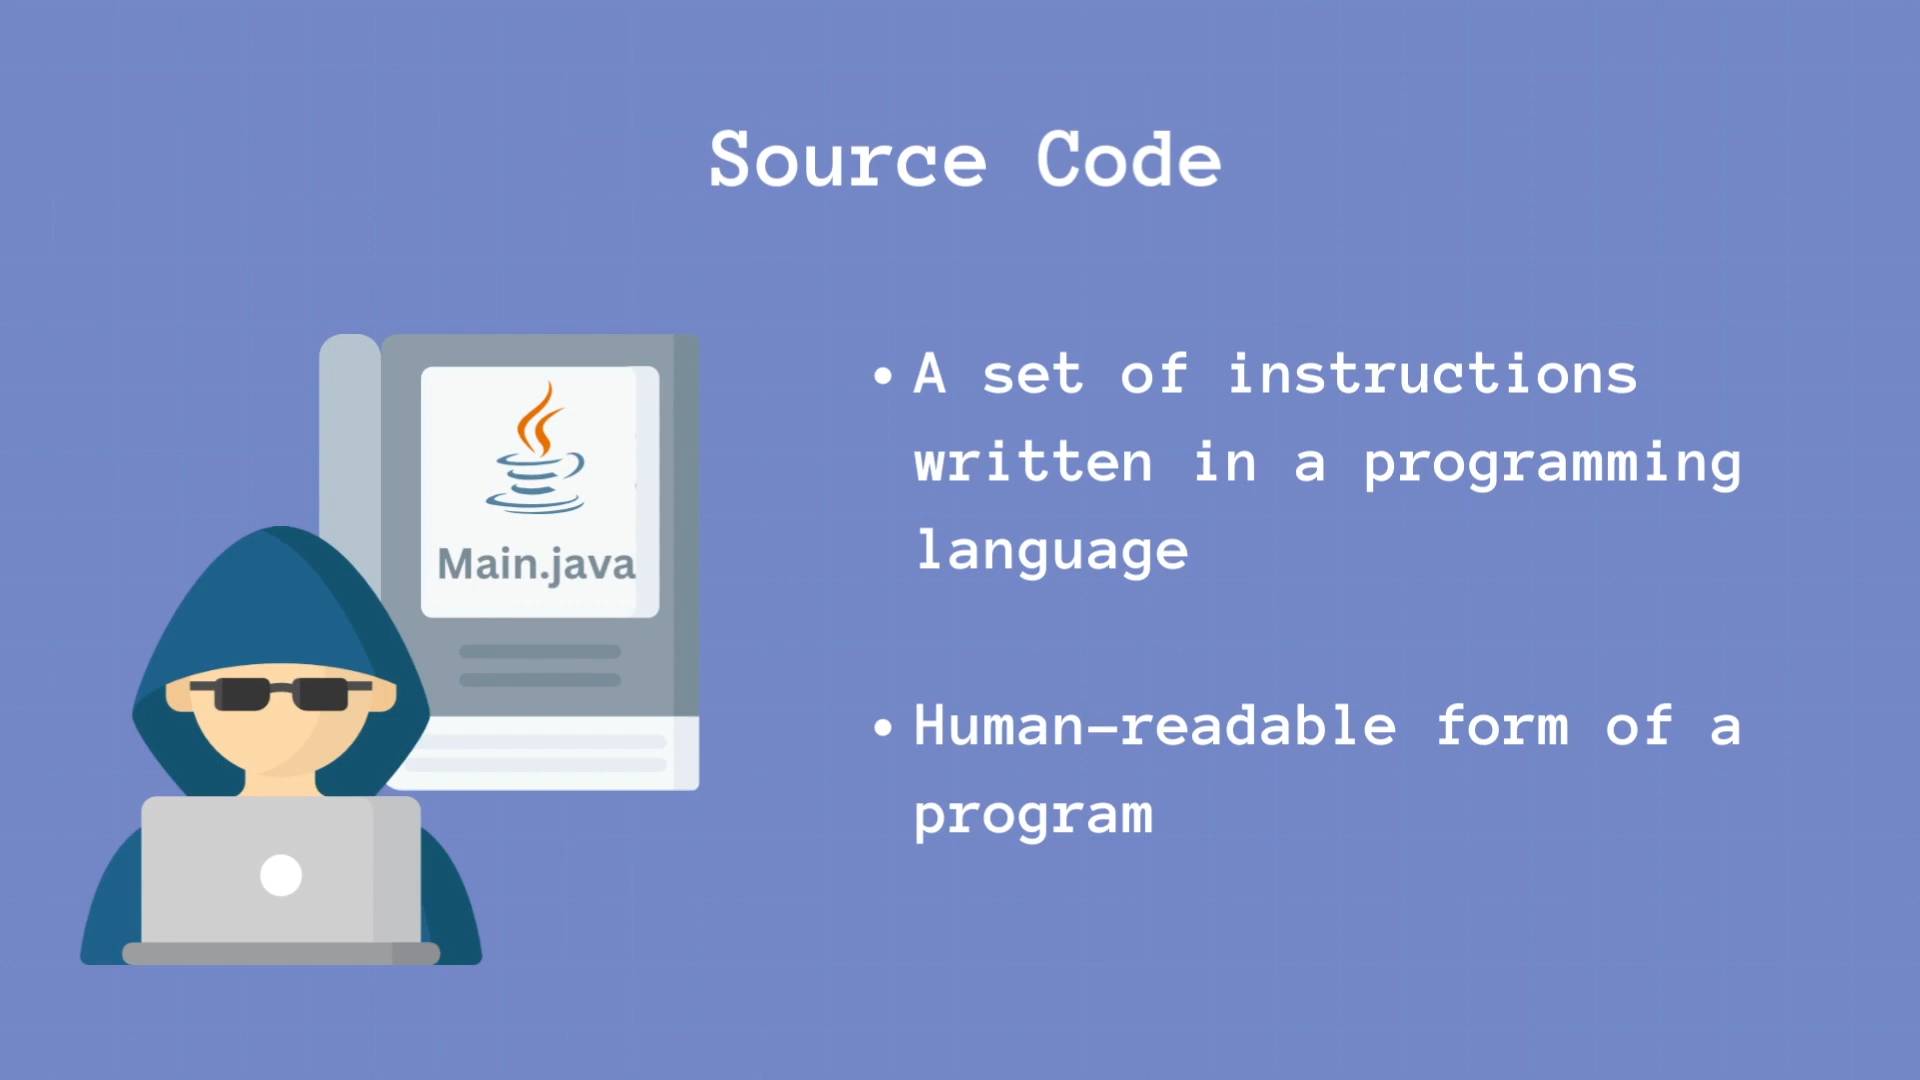 Source Code
Main.java
• A set of instructions
written in a programming
language
• Human-readable form of a
program